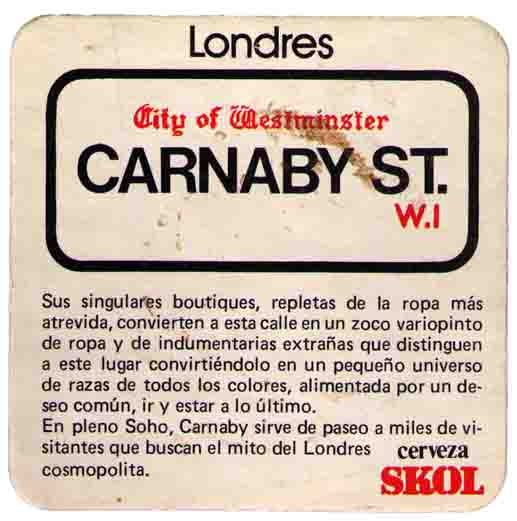 Londres
City of Westminster
CARNABY ST.
W.I
Sus singulares boutiques, repletas de la ropa más
atrevida, convierten a esta calle en un zoco variopinto
de ropa y de indumentarias extrañas que distinguen
a este lugar convirtiéndolo en un pequeño universo
de razas de todos los colores, alimentada por un de-
seo común, ir y estar a lo último.
En pleno Soho, Carnaby sirve de paseo a miles de vi-
sitantes que buscan el mito del Londres
cosmopolita.
cerveza
SKOL